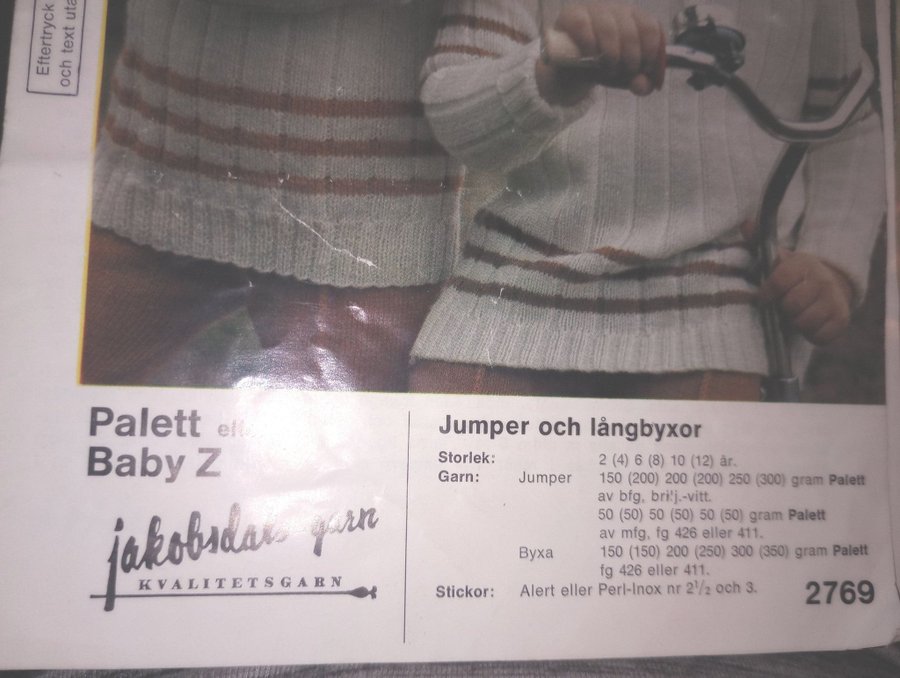 Eftertryck
och text uta
Palett
Baby Z
jakobsdals garn
KVALITETSGARN
Jumper och långbyxor
Storlek: 2 (4) 6 (8) 10 (12) år.
Garn: Jumper 150 (200) 200 (200) 250 (300) gram Palett
av bfg, bri'j.-vitt.
50 (50) 50 (50) 50 (50) gram Palett
av mfg, fg 426 eller 411.
Byxa 150 (150) 200 (250) 300 (350) gram Palett
fg 426 eller 411.
Stickor: Alert eller Perl-Inox nr 2½ och 3.
2769